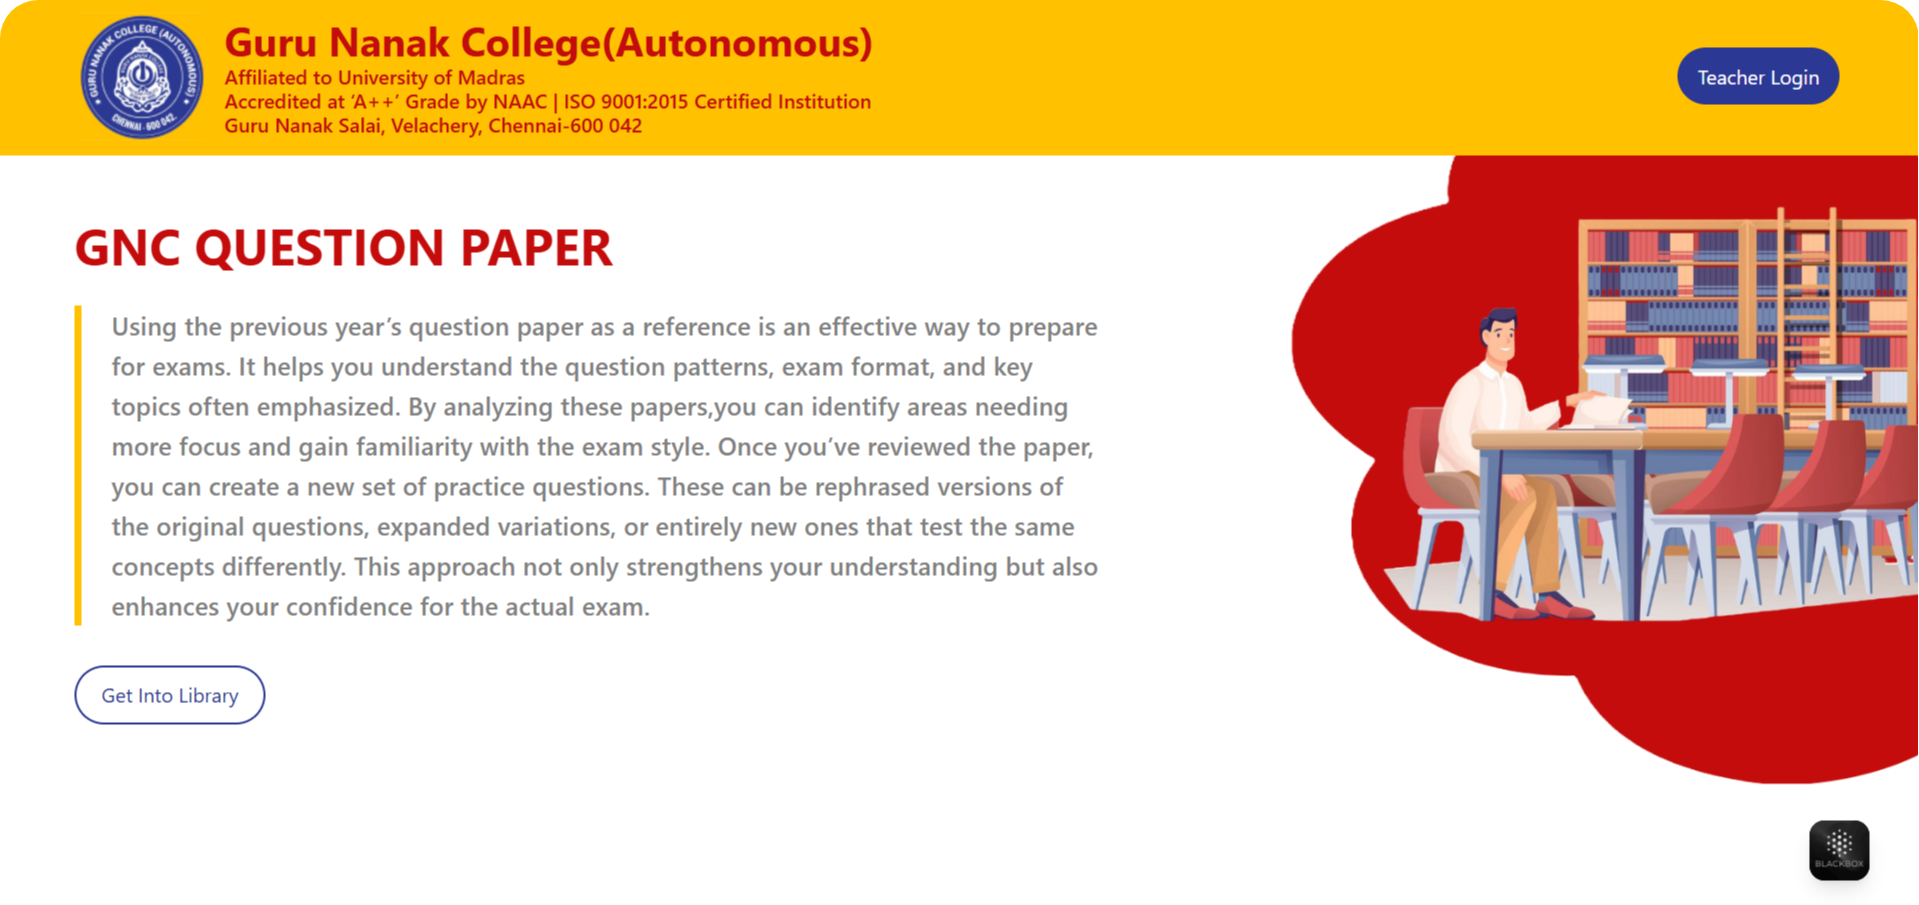 GURU NANAK COLLEGE (AUTONOMOUS)
CHENNAI - 600 042.
Guru Nanak College(Autonomous)
Affiliated to University of Madras
Accredited at ‘A++’ Grade by NAAC | ISO 9001:2015 Certified Institution
Guru Nanak Salai, Velachery, Chennai-600 042
Teacher Login
GNC QUESTION PAPER
Using the previous year’s question paper as a reference is an effective way to prepare
for exams. It helps you understand the question patterns, exam format, and key
topics often emphasized. By analyzing these papers,you can identify areas needing
more focus and gain familiarity with the exam style. Once you’ve reviewed the paper,
you can create a new set of practice questions. These can be rephrased versions of
the original questions, expanded variations, or entirely new ones that test the same
concepts differently. This approach not only strengthens your understanding but also
enhances your confidence for the actual exam.
Get Into Library
BLACKBOX